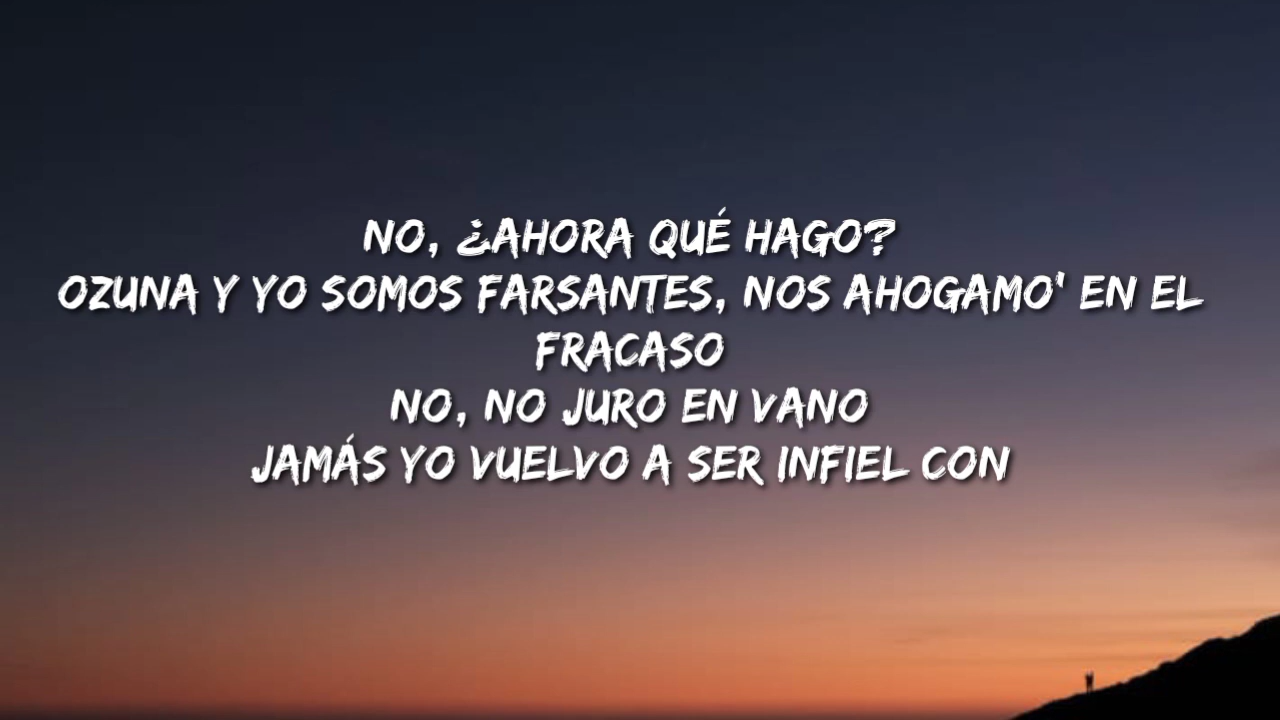 NO, ¿AHORA QUÉ HAGO?
OZUNA Y YO SOMOS FARSANTES, NOS AHOGAMO' EN EL
FRACASO
NO, NO JURO EN VANO
JAMÁS YO VUELVO A SER INFIEL CON